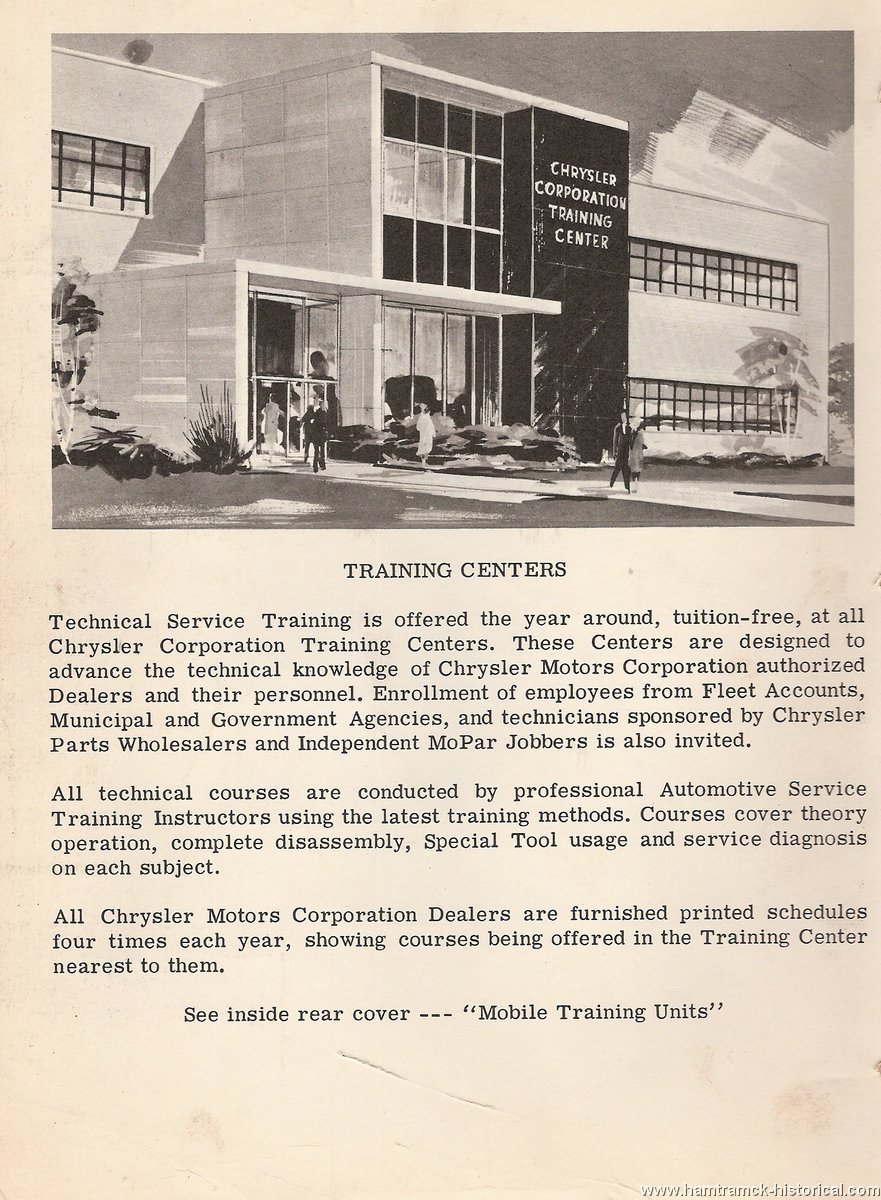 CHRYSLER
CORPORATION
TRAINING
CENTER
TRAINING CENTERS
Technical Service Training is offered the year around, tuition-free, at all
Chrysler Corporation Training Centers. These Centers are designed to
advance the technical knowledge of Chrysler Motors Corporation authorized
Dealers and their personnel. Enrollment of employees from Fleet Accounts,
Municipal and Government Agencies, and technicians sponsored by Chrysler
Parts Wholesalers and Independent MoPar Jobbers is also invited.
All technical courses are conducted by professional Automotive Service
Training Instructors using the latest training methods. Courses cover theory
operation, complete disassembly, Special Tool usage and service diagnosis
on each subject.
All Chrysler Motors Corporation Dealers are furnished printed schedules
four times each year, showing courses being offered in the Training Center
nearest to them.
See inside rear cover --- “Mobile Training Units”
www.hamtramck-historical.com